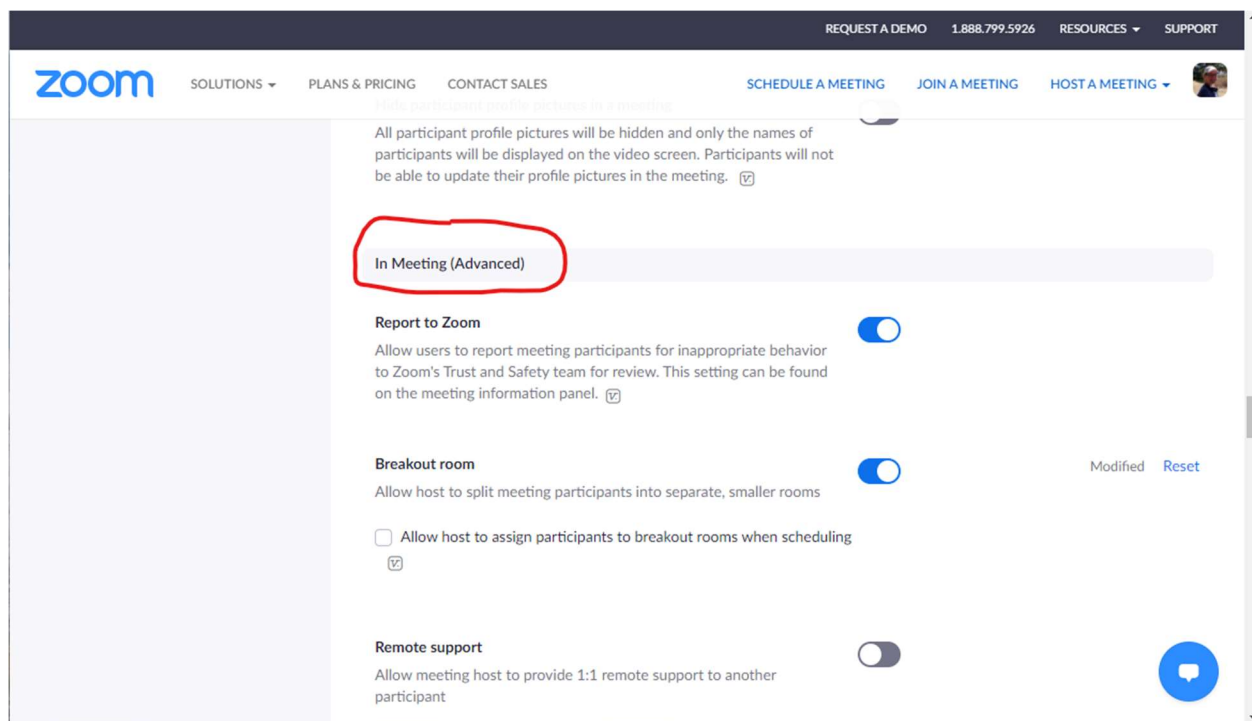 REQUEST A DEMO 1.888.799.5926 RESOURCES SUPPORT
zoom SOLUTIONS PLANS & PRICING CONTACT SALES SCHEDULE A MEETING JOIN A MEETING HOST A MEETING
Hide participant profile pictures in a meeting
All participant profile pictures will be hidden and only the names of
participants will be displayed on the video screen. Participants will not
be able to update their profile pictures in the meeting.
In Meeting (Advanced)
Report to Zoom
Allow users to report meeting participants for inappropriate behavior
to Zoom's Trust and Safety team for review. This setting can be found
on the meeting information panel.
Breakout room
Modified Reset
Allow host to split meeting participants into separate, smaller rooms
Allow host to assign participants to breakout rooms when scheduling
Remote support
Allow meeting host to provide 1:1 remote support to another
participant